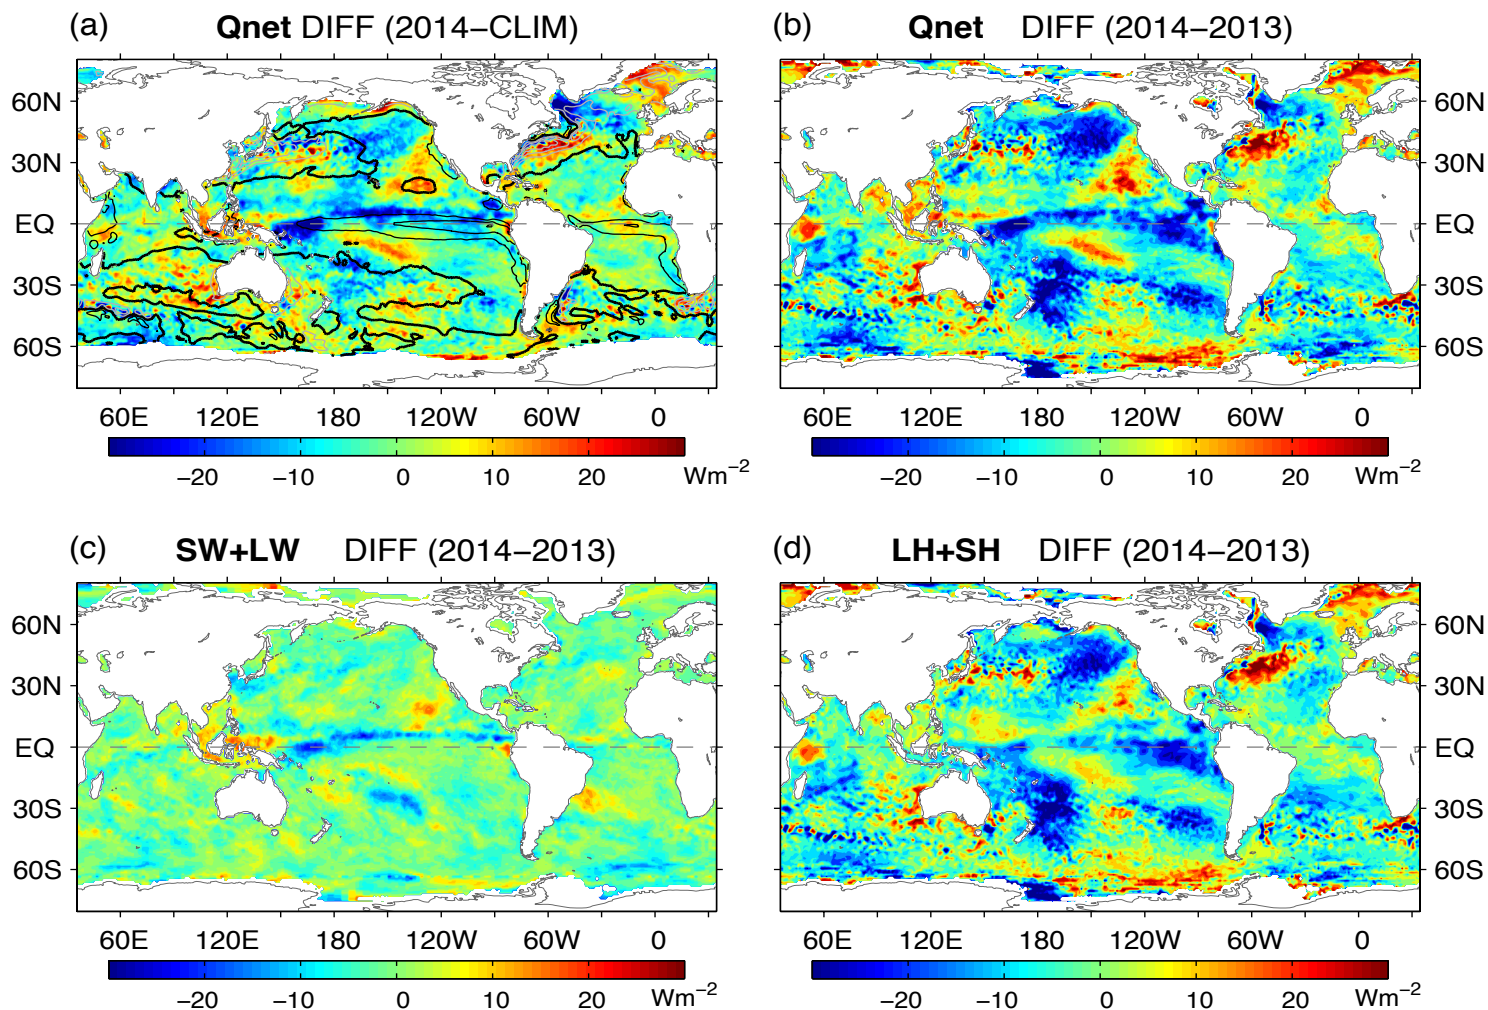 (a) Qnet DIFF (2014−CLIM)
(b) Qnet DIFF (2014−2013)
60N
30N
EQ
30S
60S
60N
30N
EQ
30S
60S
60E 120E 180 120W 60W 0
60E 120E 180 120W 60W 0
−20 −10 0 10 20 Wm−2
−20 −10 0 10 20
(c) SW+LW DIFF (2014−2013)
(d) LH+SH DIFF (2014−2013)
60N
30N
EQ
30S
60S
60N
30N
EQ
30S
60S
60E 120E 180 120W 60W 0
60E 120E 180 120W 60W 0
−20 −10 0 10 20 Wm−2
−20 −10 0 10 20 Wm−2